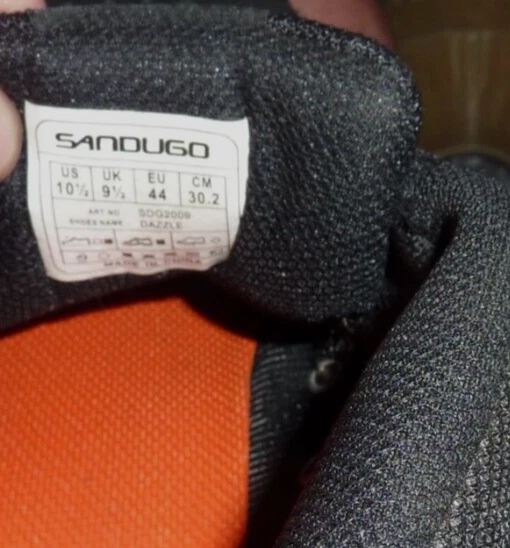 SANDUGO
US UK EU CM
10½ 9½ 44 30.2
ART NO SDG2009
SHOES NAME DAZZLE
MADE IN CHINA